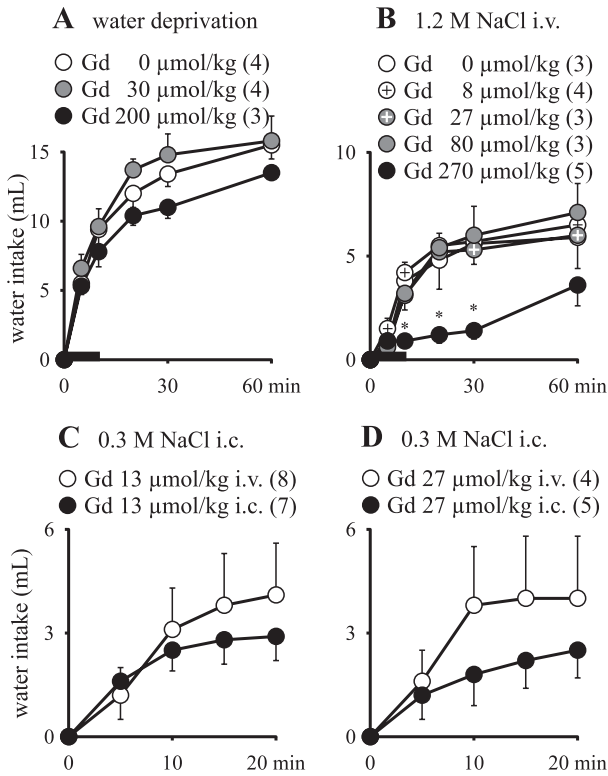 A water deprivation
Gd 0 µmol/kg (4)
Gd 30 µmol/kg (4)
Gd 200 µmol/kg (3)
15
10
5
0
water intake (mL)
0 30 60 min
B 1.2 M NaCl i.v.
Gd 0 µmol/kg (3)
Gd 8 µmol/kg (4)
Gd 27 µmol/kg (3)
Gd 80 µmol/kg (3)
Gd 270 µmol/kg (5)
10
5
0
* * *
0 30 60 min
C 0.3 M NaCl i.c.
Gd 13 µmol/kg i.v. (8)
Gd 13 µmol/kg i.c. (7)
6
3
0
water intake (mL)
0 10 20 min
D 0.3 M NaCl i.c.
Gd 27 µmol/kg i.v. (4)
Gd 27 µmol/kg i.c. (5)
6
3
0
0 10 20 min